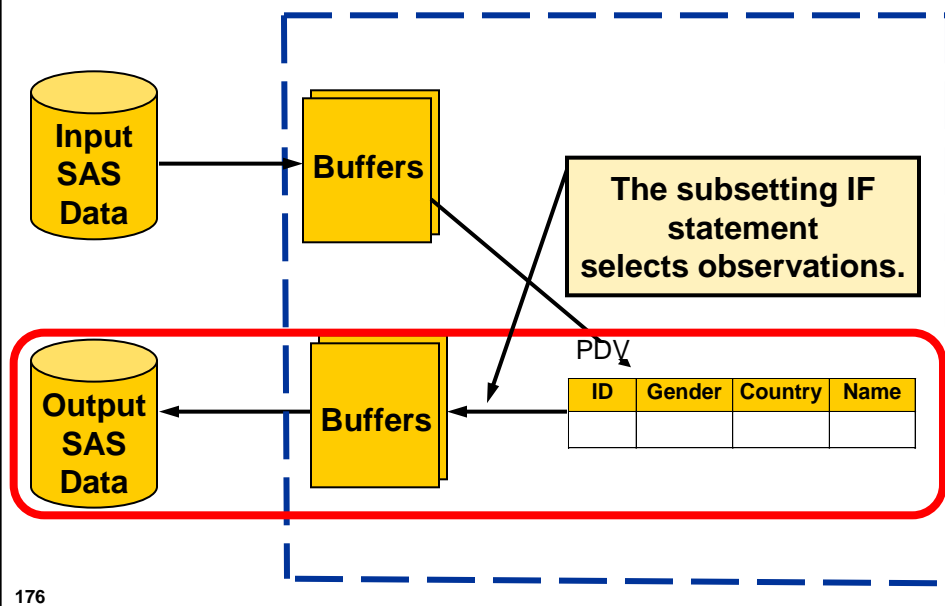 Input
SAS
Data
Buffers
The subsetting IF
statement
selects observations.
PDV
ID Gender Country Name
Output
SAS
Data
Buffers
176